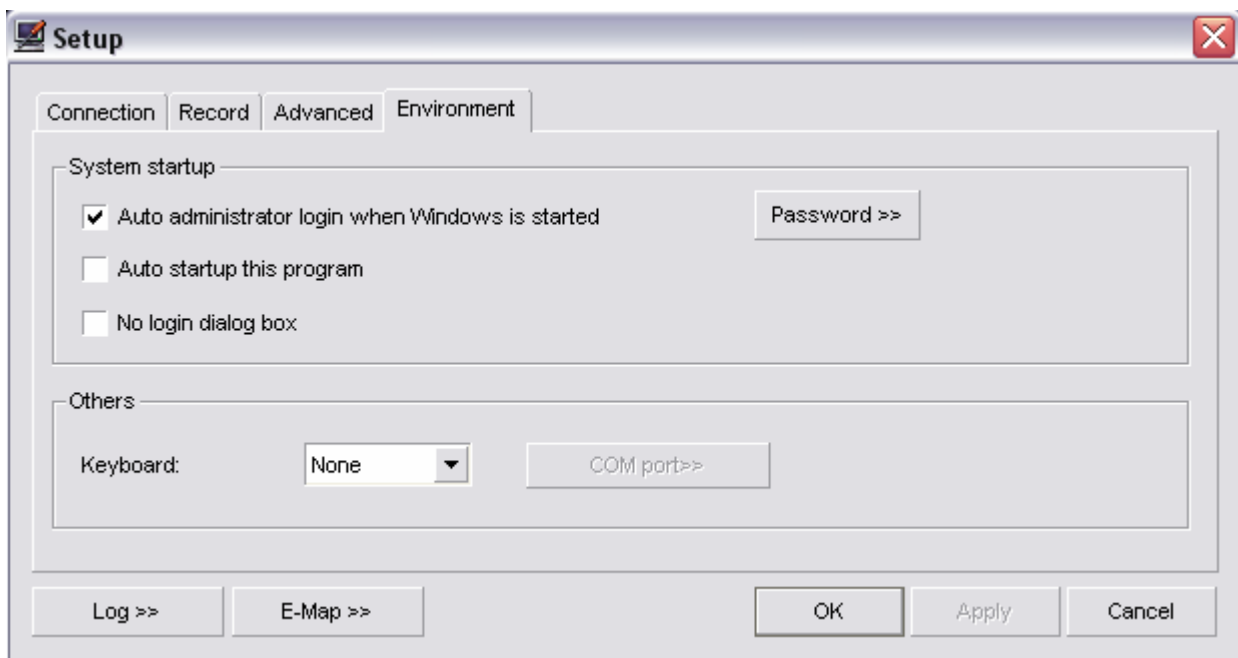 Setup
Connection Record Advanced Environment
System startup
Auto administrator login when Windows is started Password >>
Auto startup this program
No login dialog box
Others
Keyboard: None COM port>>
Log >> E-Map >> OK Apply Cancel